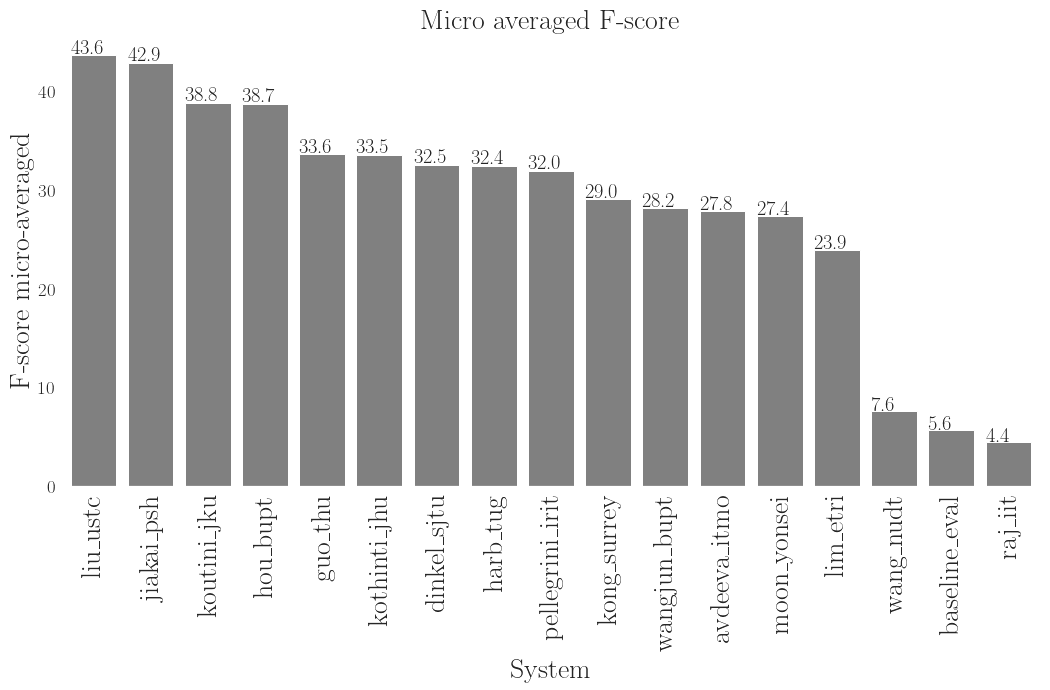 Micro averaged F-score
F-score micro-averaged
40
30
20
10
0
43.6
42.9
38.8
38.7
33.6
33.5
32.5
32.4
32.0
29.0
28.2
27.8
27.4
23.9
7.6
5.6
4.4
liu_ustc
jiakai_psh
koutini_jku
hou_bupt
guo_thu
kothinti_jhu
dinkel_sjtu
harb_tug
pellegrini_irit
kong_surrey
wangjun_bupt
avdeeva_itmo
moon_yonsei
lim_etri
wang_nudt
baseline_eval
raj_iit
System